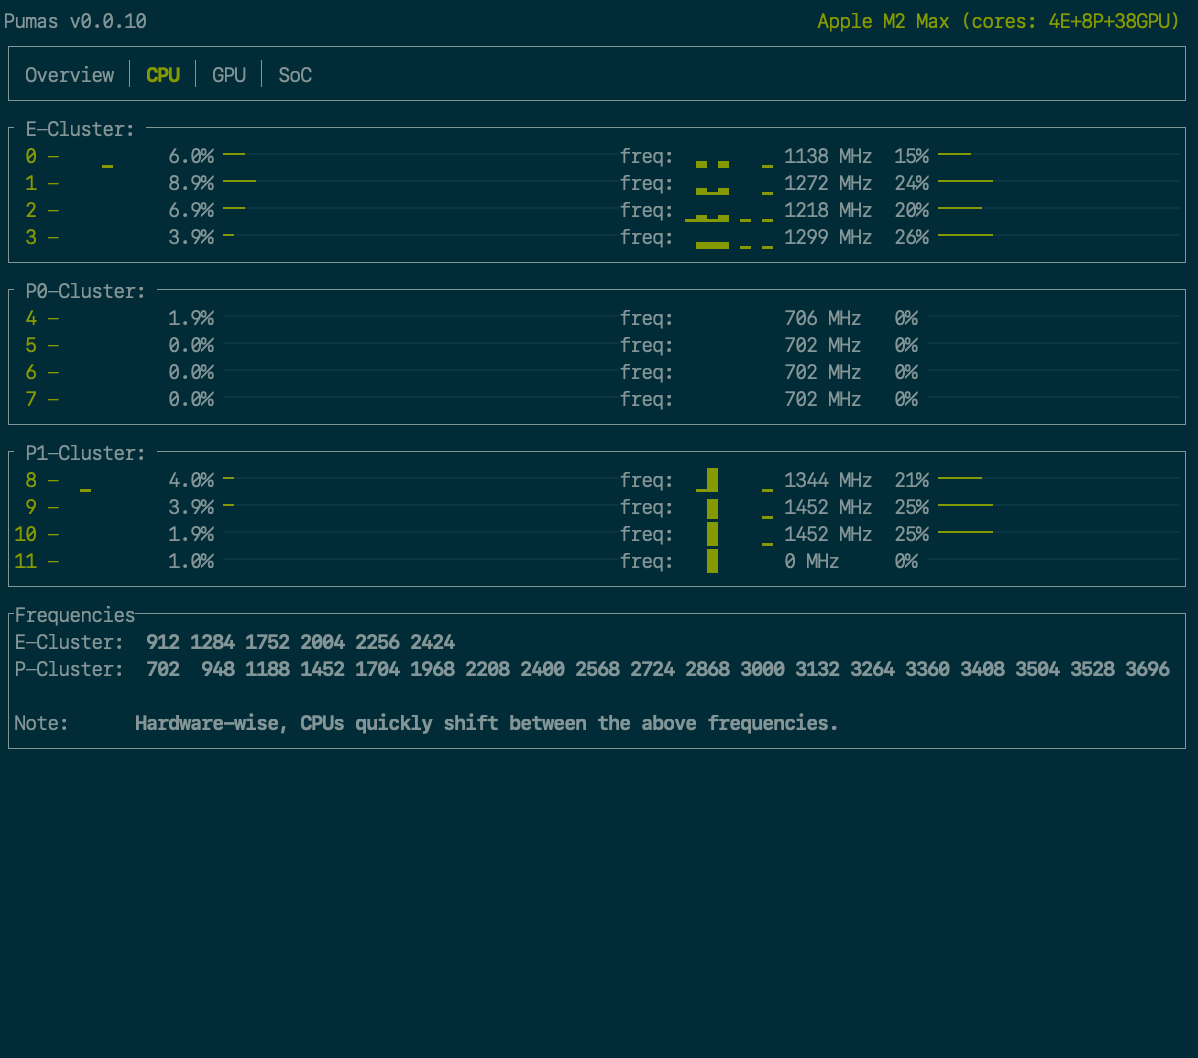 Pumas v0.0.10 Apple M2 Max (cores: 4E+8P+38GPU)
Overview | CPU | GPU | SoC
E-Cluster:
0 — 6.0% freq: 1138 MHz 15%
1 — 8.9% freq: 1272 MHz 24%
2 — 6.9% freq: 1218 MHz 20%
3 — 3.9% freq: 1299 MHz 26%
P0-Cluster:
4 — 1.9% freq: 706 MHz 0%
5 — 0.0% freq: 702 MHz 0%
6 — 0.0% freq: 702 MHz 0%
7 — 0.0% freq: 702 MHz 0%
P1-Cluster:
8 — 4.0% freq: 1344 MHz 21%
9 — 3.9% freq: 1452 MHz 25%
10 — 1.9% freq: 1452 MHz 25%
11 — 1.0% freq: 0 MHz 0%
Frequencies
E-Cluster: 912 1284 1752 2004 2256 2424
P-Cluster: 702 948 1188 1452 1704 1968 2208 2400 2568 2724 2868 3000 3132 3264 3360 3408 3504 3528 3696
Note: Hardware-wise, CPUs quickly shift between the above frequencies.